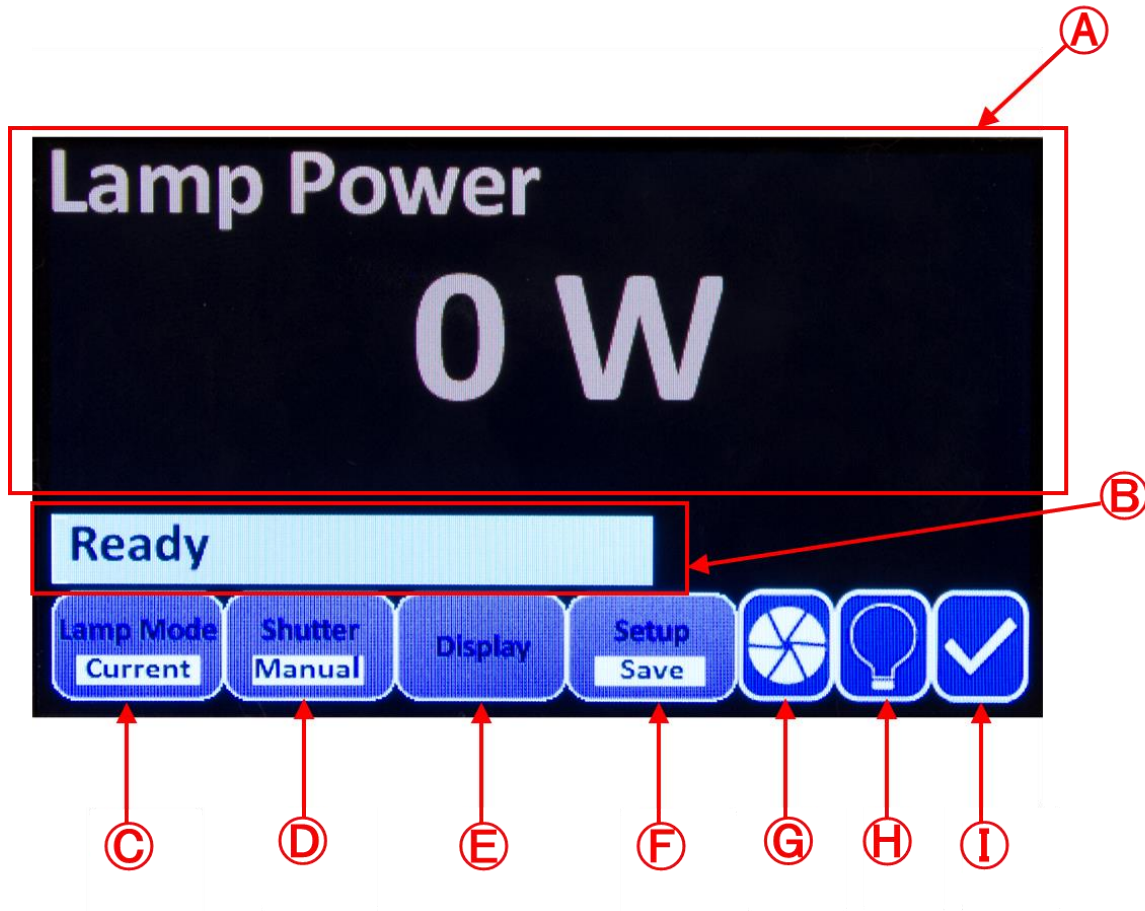 Ⓐ
Lamp Power
0 W
Ⓑ
Ready
Lamp Mode
Current
Shutter
Manual
Display
Setup
Save
Ⓒ
Ⓓ
Ⓔ
Ⓕ
Ⓖ
Ⓗ
Ⓘ